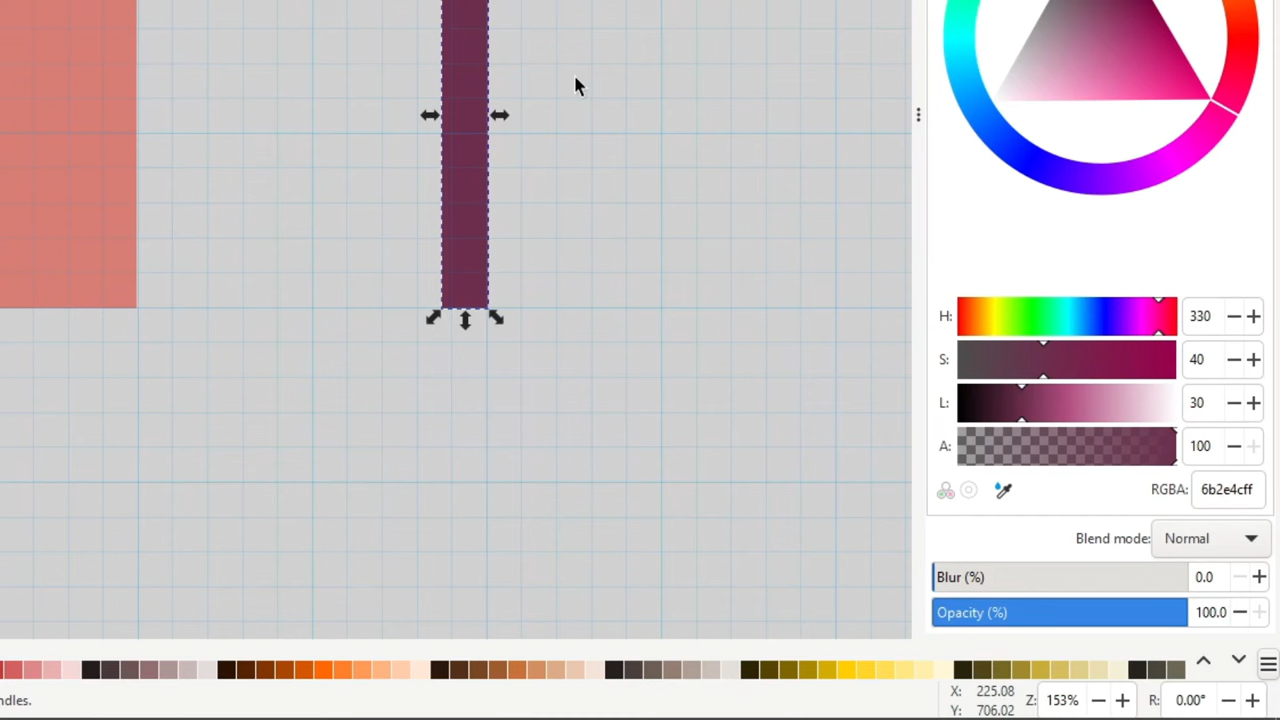 H: 330
S: 40
L: 30
A: 100
RGBA: 6b2e4cff
Blend mode: Normal
Blur (%) 0.0
Opacity (%) 100.0
ndles.
X: 225.08
Y: 706.02
Z: 153%
R: 0.00°